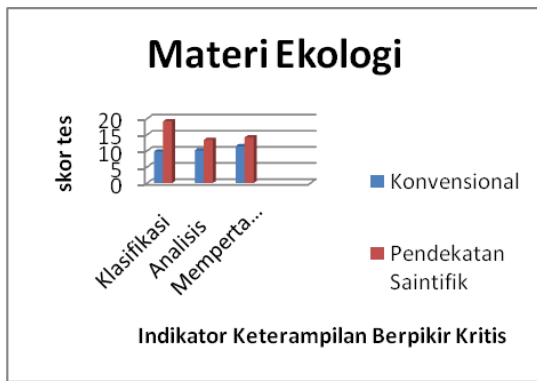 Materi Ekologi
skor tes
20
15
10
5
0
Klasifikasi
Analisis
Memperta...
Konvensional
Pendekatan
Saintifik
Indikator Keterampilan Berpikir Kritis